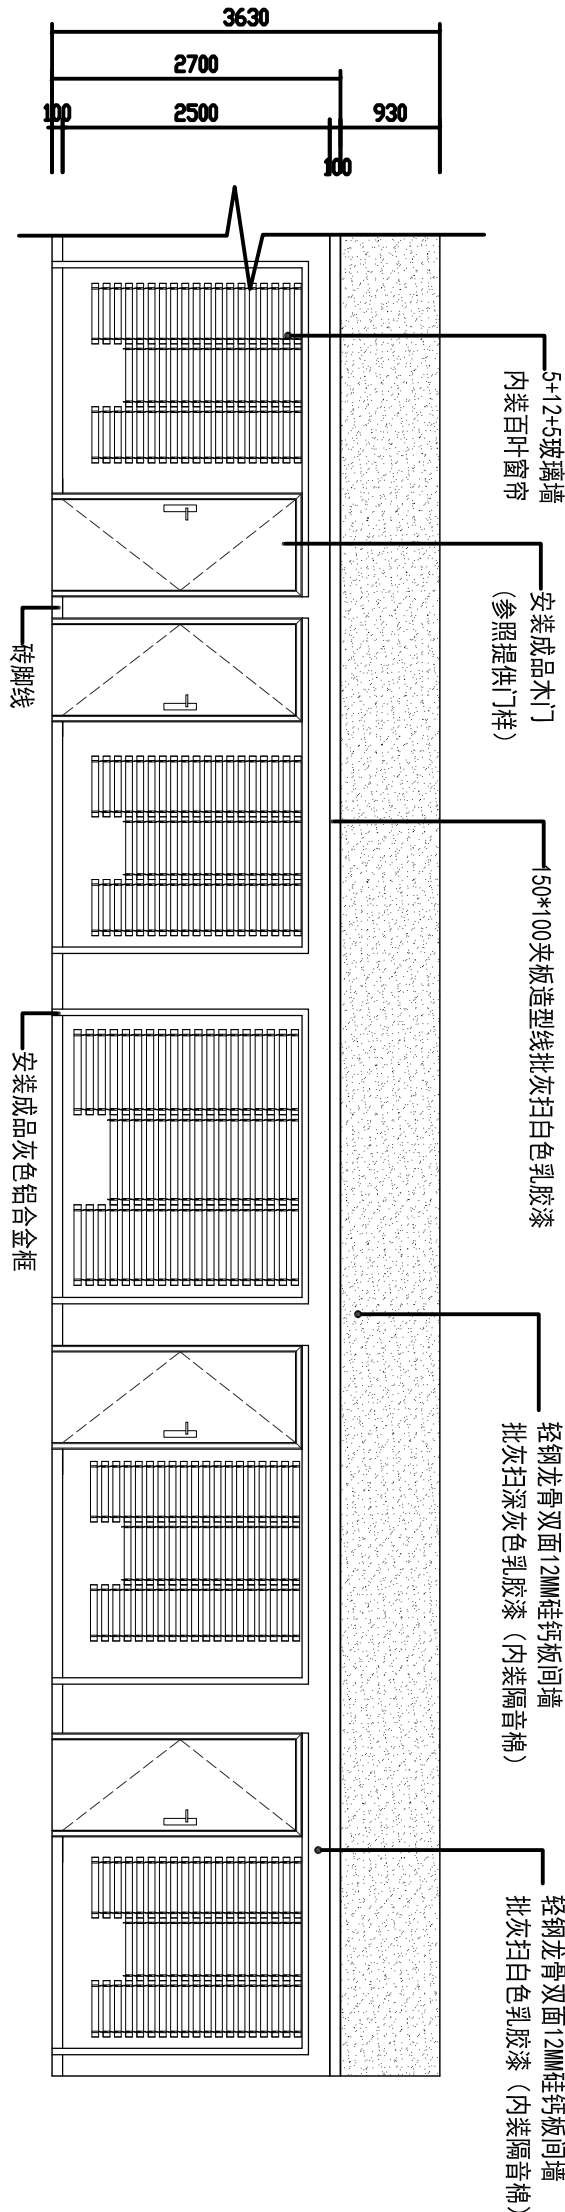 3630
2700
100
2500
100
930
5+12+5玻璃墙
内装百叶窗帘
安装成品木门
(参照提供门样)
砖脚线
150*100夹板造型线批灰扫白色乳胶漆
安装成品灰色铝合金框
轻钢龙骨双面12MM硅钙板间墙
批灰扫深灰色乳胶漆(内装隔音棉)
轻钢龙骨双面12MM硅钙板间墙
批灰扫白色乳胶漆(内装隔音棉)